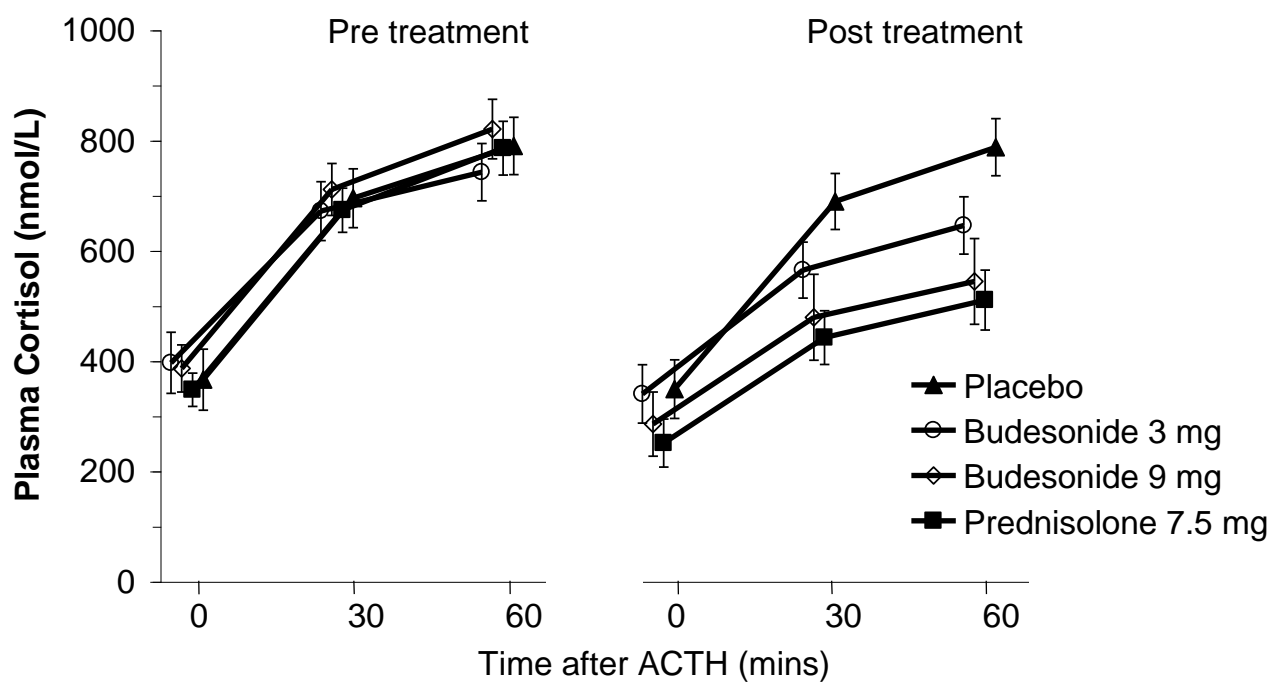 Pre treatment
Post treatment
Plasma Cortisol (nmol/L)
1000
800
600
400
200
0
Placebo
Budesonide 3 mg
Budesonide 9 mg
Prednisolone 7.5 mg
0 30 60
0 30 60
Time after ACTH (mins)